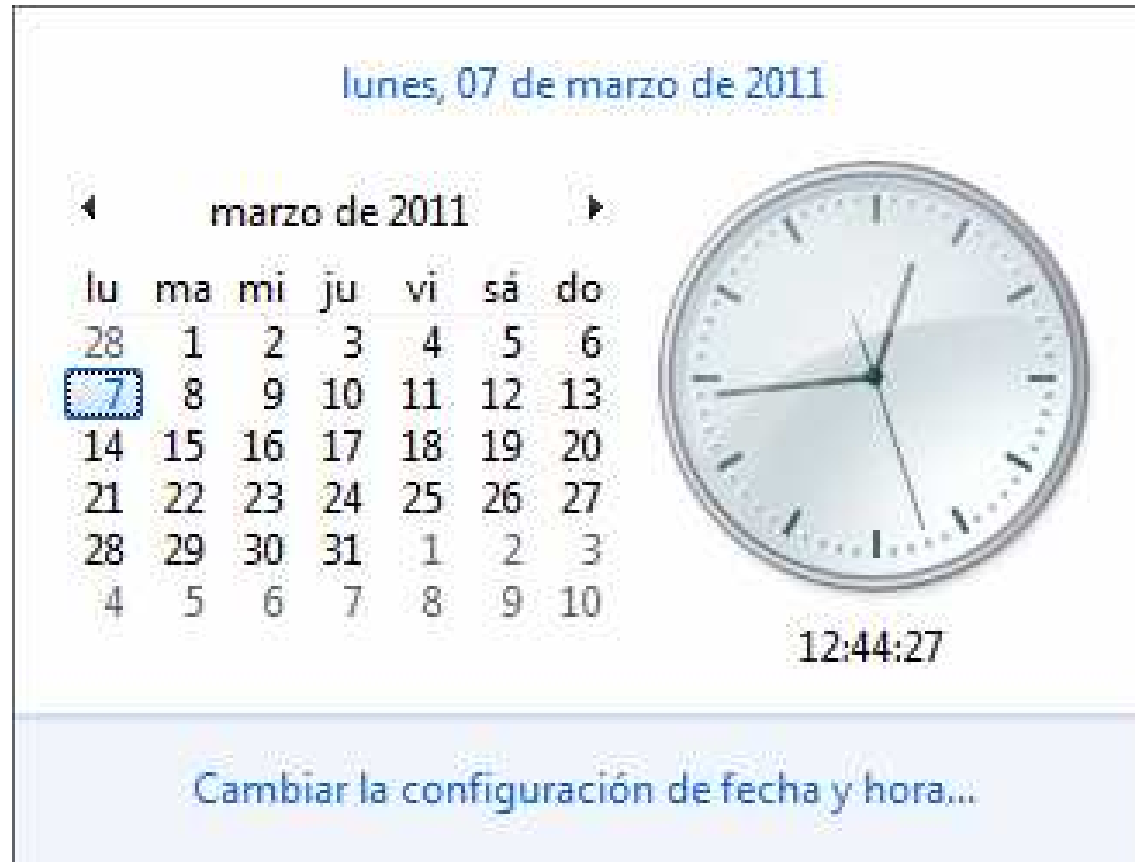 lunes, 07 de marzo de 2011
marzo de 2011
lu ma mi ju vi sá do
28 1 2 3 4 5 6
7 8 9 10 11 12 13
14 15 16 17 18 19 20
21 22 23 24 25 26 27
28 29 30 31 1 2 3
4 5 6 7 8 9 10
12:44:27
Cambiar la configuración de fecha y hora...